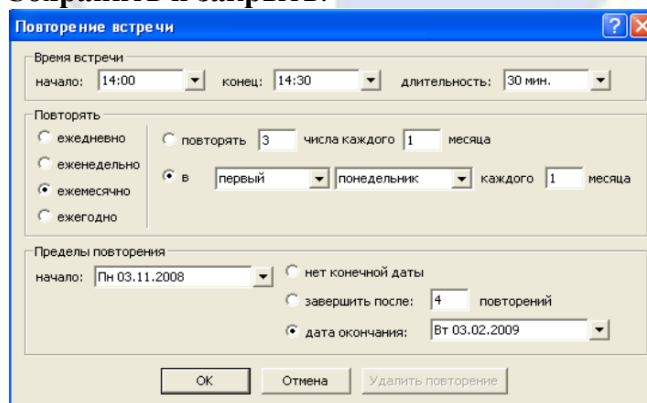 Сохранить и закрыть.
Повторение встречи
Время встречи
начало: 14:00 конец: 14:30 длительность: 30 мин.
Повторять
ежедневно
еженедельно
ежемесячно
ежегодно
повторять 3 числа каждого 1 месяца
в первый понедельник каждого 1 месяца
Пределы повторения
начало: Пн 03.11.2008
нет конечной даты
завершить после: 4 повторений
дата окончания: Вт 03.02.2009
ОК Отмена Удалить повторение